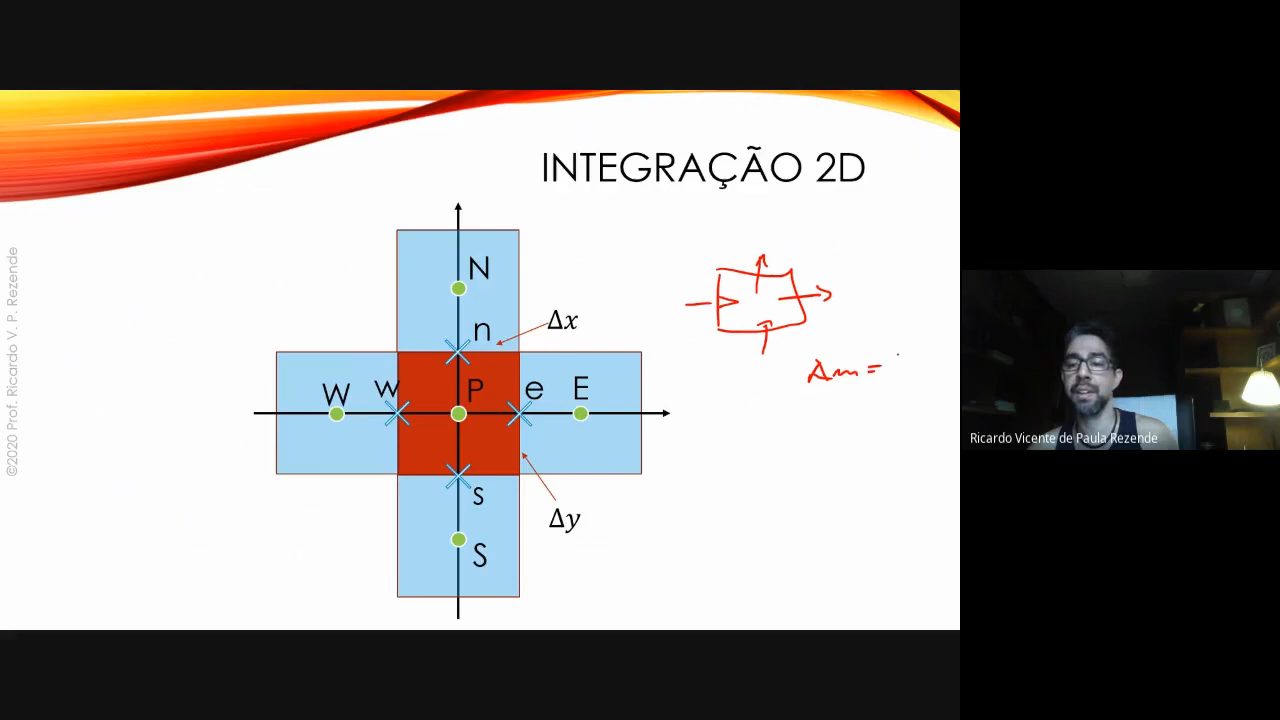 INTEGRAÇÃO 2D
©2020 Prof. Ricardo V. P. Rezende
N
n
Δx
W
w
P
e
E
s
Δy
S
Δm =
Ricardo Vicente de Paula Rezende